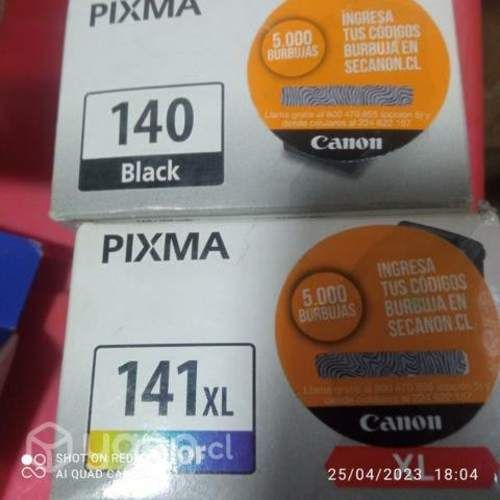 PIXMA
140
Black
5.000
BURBUJAS
INGRESA
TUS CÓDIGOS
BURBUJA EN
SECANON.CL
Canon
PIXMA
141XL
5.000
BURBUJAS
INGRESA
TUS CÓDIGOS
BURBUJA EN
SECANON.CL
Canon
XL
SHOT ON REDMI
AI QUAD CAMERA
25/04/2023 18:04